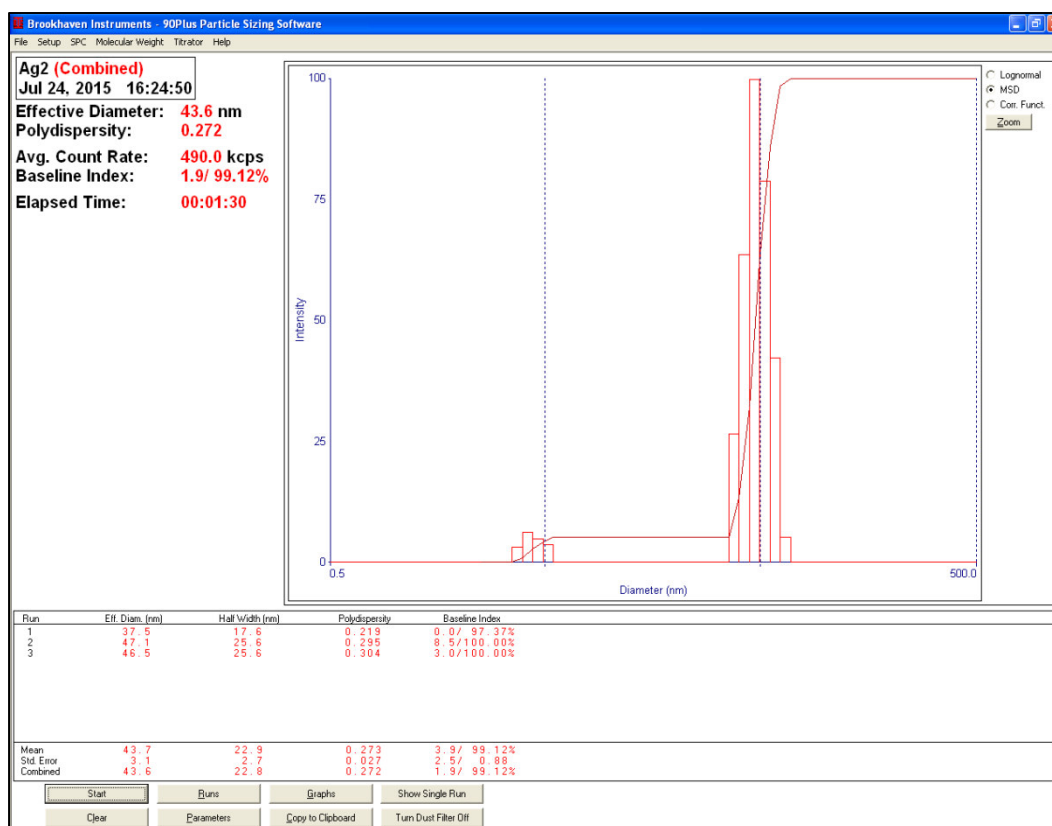 Brookhaven Instruments - 90Plus Particle Sizing Software
File Setup SPC Molecular Weight Titrator Help
Ag2 (Combined)
Jul 24, 2015 16:24:50
Effective Diameter: 43.6 nm
Polydispersity: 0.272
Avg. Count Rate: 490.0 kcps
Baseline Index: 1.9/ 99.12%
Elapsed Time: 00:01:30
100
75
50
25
0
Intensity
0.5 500.0
Diameter (nm)
Lognormal
MSD
Corr. Funct.
Zoom
Run Eff. Diam. (nm) Half Width (nm) Polydispersity Baseline Index
1 37.5 17.6 0.219 0.0/ 97.37%
2 47.1 25.6 0.295 8.5/100.00%
3 46.5 25.6 0.304 3.0/100.00%
Mean 43.7 22.9 0.273 3.9/ 99.12%
Std. Error 3.1 2.7 0.027 2.5/ 0.88
Combined 43.6 22.8 0.272 1.9/ 99.12%
Start Runs Graphs Show Single Run
Clear Parameters Copy to Clipboard Turn Dust Filter Off